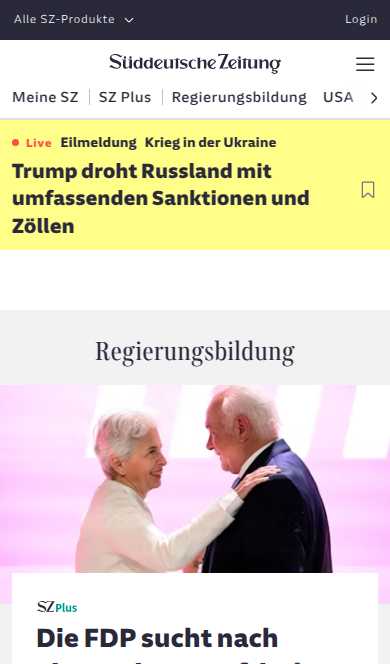 Alle SZ-Produkte
Login
Süddeutsche Zeitung
Meine SZ
SZ Plus
Regierungsbildung
USA
Live Eilmeldung Krieg in der Ukraine
Trump droht Russland mit
umfassenden Sanktionen und
Zöllen
Regierungsbildung
SZ Plus
Die FDP sucht nach